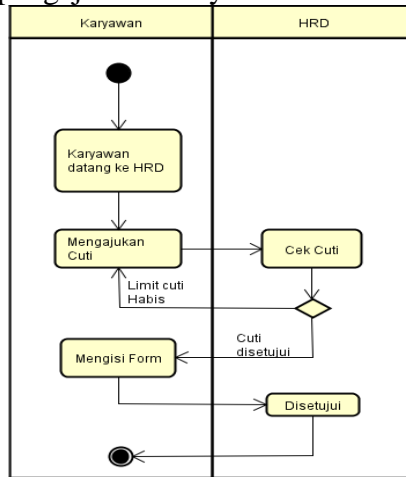 Karyawan
HRD
Karyawan
datang ke HRD
Mengajukan
Cuti
Cek Cuti
Limit cuti
Habis
Cuti
disetujui
Mengisi Form
Disetujui